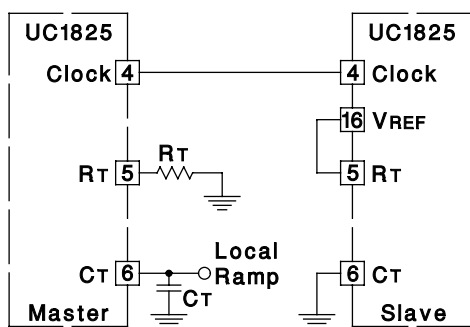 UC1825
UC1825
Clock 4
4 Clock
16 VREF
RT 5
RT
5 RT
CT 6
Local
Ramp
CT
6 CT
Master
Slave